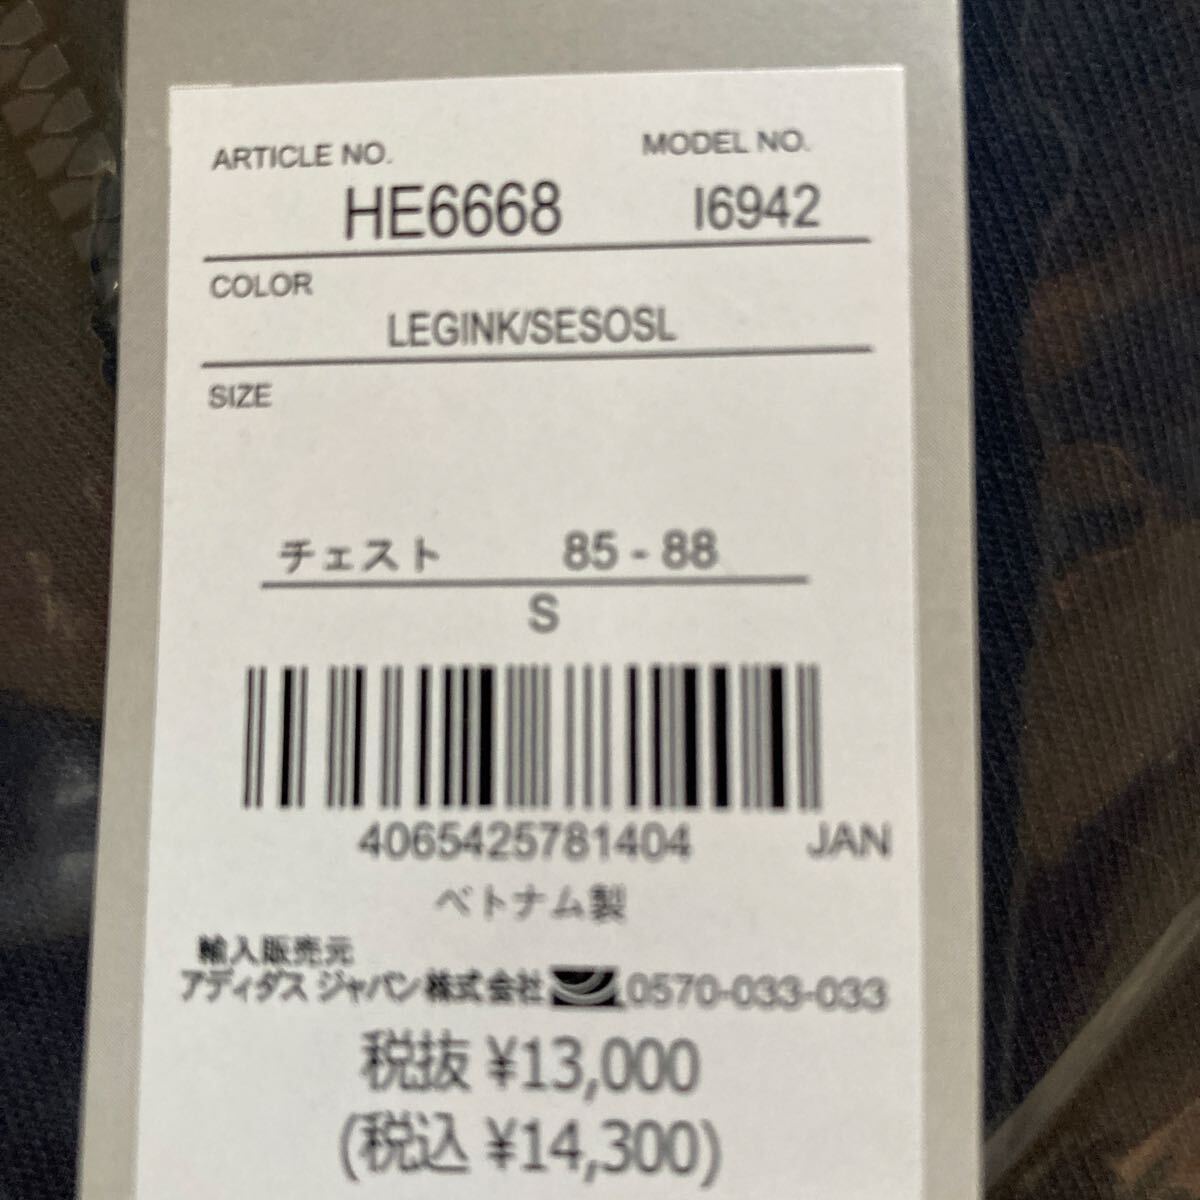 ARTICLE NO. MODEL NO.
HE6668 I6942
COLOR
LEGINK/SESOSL
SIZE
チェスト 85 - 88
S
4065425781404 JAN
ベトナム製
輸入販売元
アディダス ジャパン株式会社 0570-033-033
税抜 ¥13,000
(税込 ¥14,300)